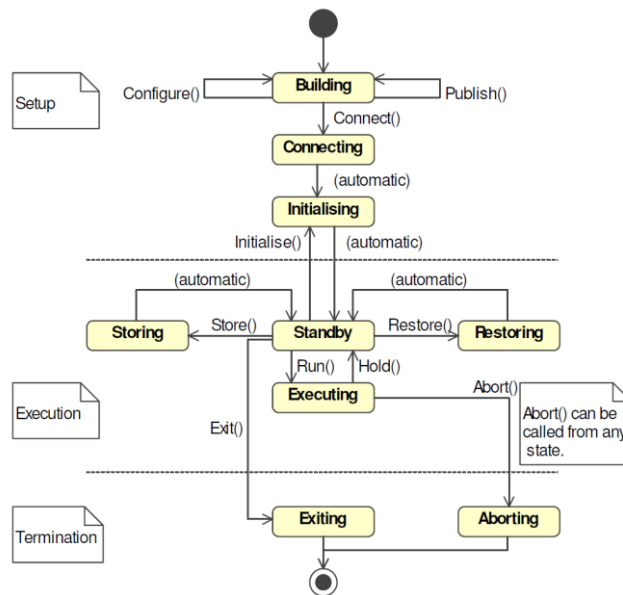 Building
Setup
Configure()
Publish()
Connect()
Connecting
(automatic)
Initialising
Initialise()
(automatic)
(automatic)
(automatic)
Storing
Store()
Standby
Restore()
Restoring
Run()
Hold()
Executing
Abort()
Execution
Exit()
Abort() can be
called from any
state.
Exiting
Aborting
Termination